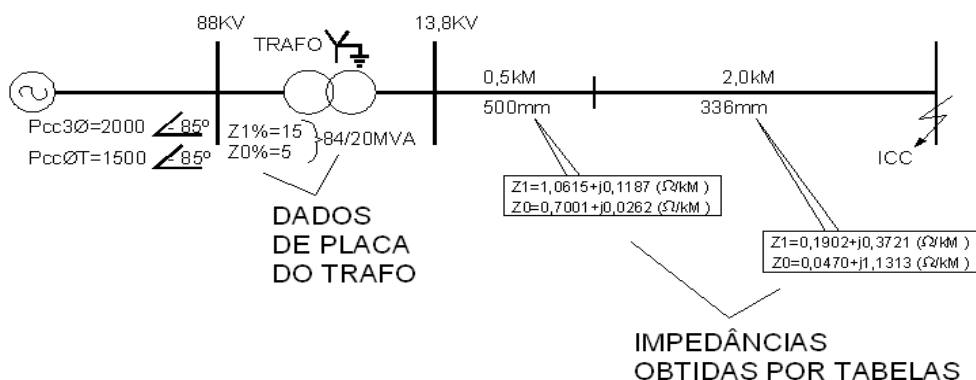 88KV
13,8KV
TRAFO
0,5kM
2,0kM
500mm
336mm
Pcc3Ø=2000 -85º
PccØT=1500 -85º
Z1%=15
Z0%=5
84/20MVA
ICC
Z1=1,0615+j0,1187 (Ω/kM)
Z0=0,7001+j0,0262 (Ω/kM)
Z1=0,1902+j0,3721 (Ω/kM)
Z0=0,0470+j1,1313 (Ω/kM)
DADOS
DE PLACA
DO TRAFO
IMPEDÂNCIAS
OBTIDAS POR TABELAS